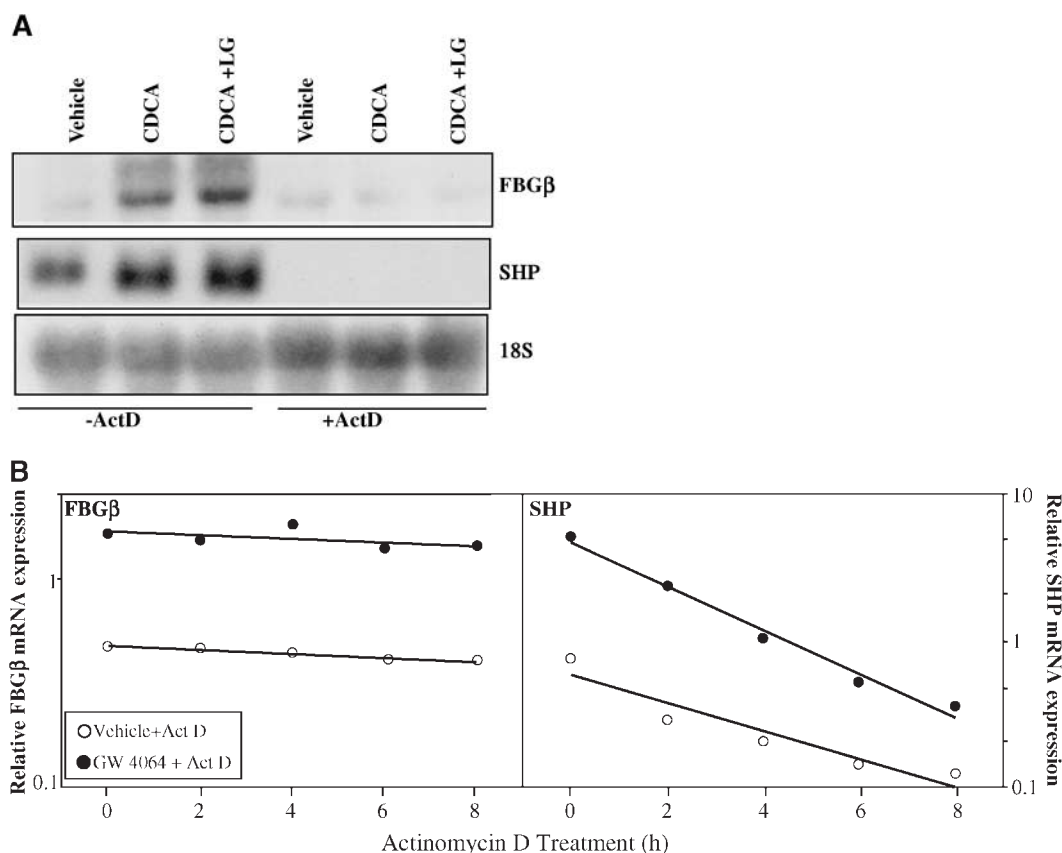 A
Vehicle
CDCA
CDCA +LG
Vehicle
CDCA
CDCA +LG
FBGβ
SHP
18S
-ActD
+ActD
B
FBGβ
SHP
Relative FBGβ mRNA expression
1
0.1
Vehicle+Act D
GW 4064 + Act D
10
1
0.1
Relative SHP mRNA expression
0 2 4 6 8 0 2 4 6 8
Actinomycin D Treatment (h)